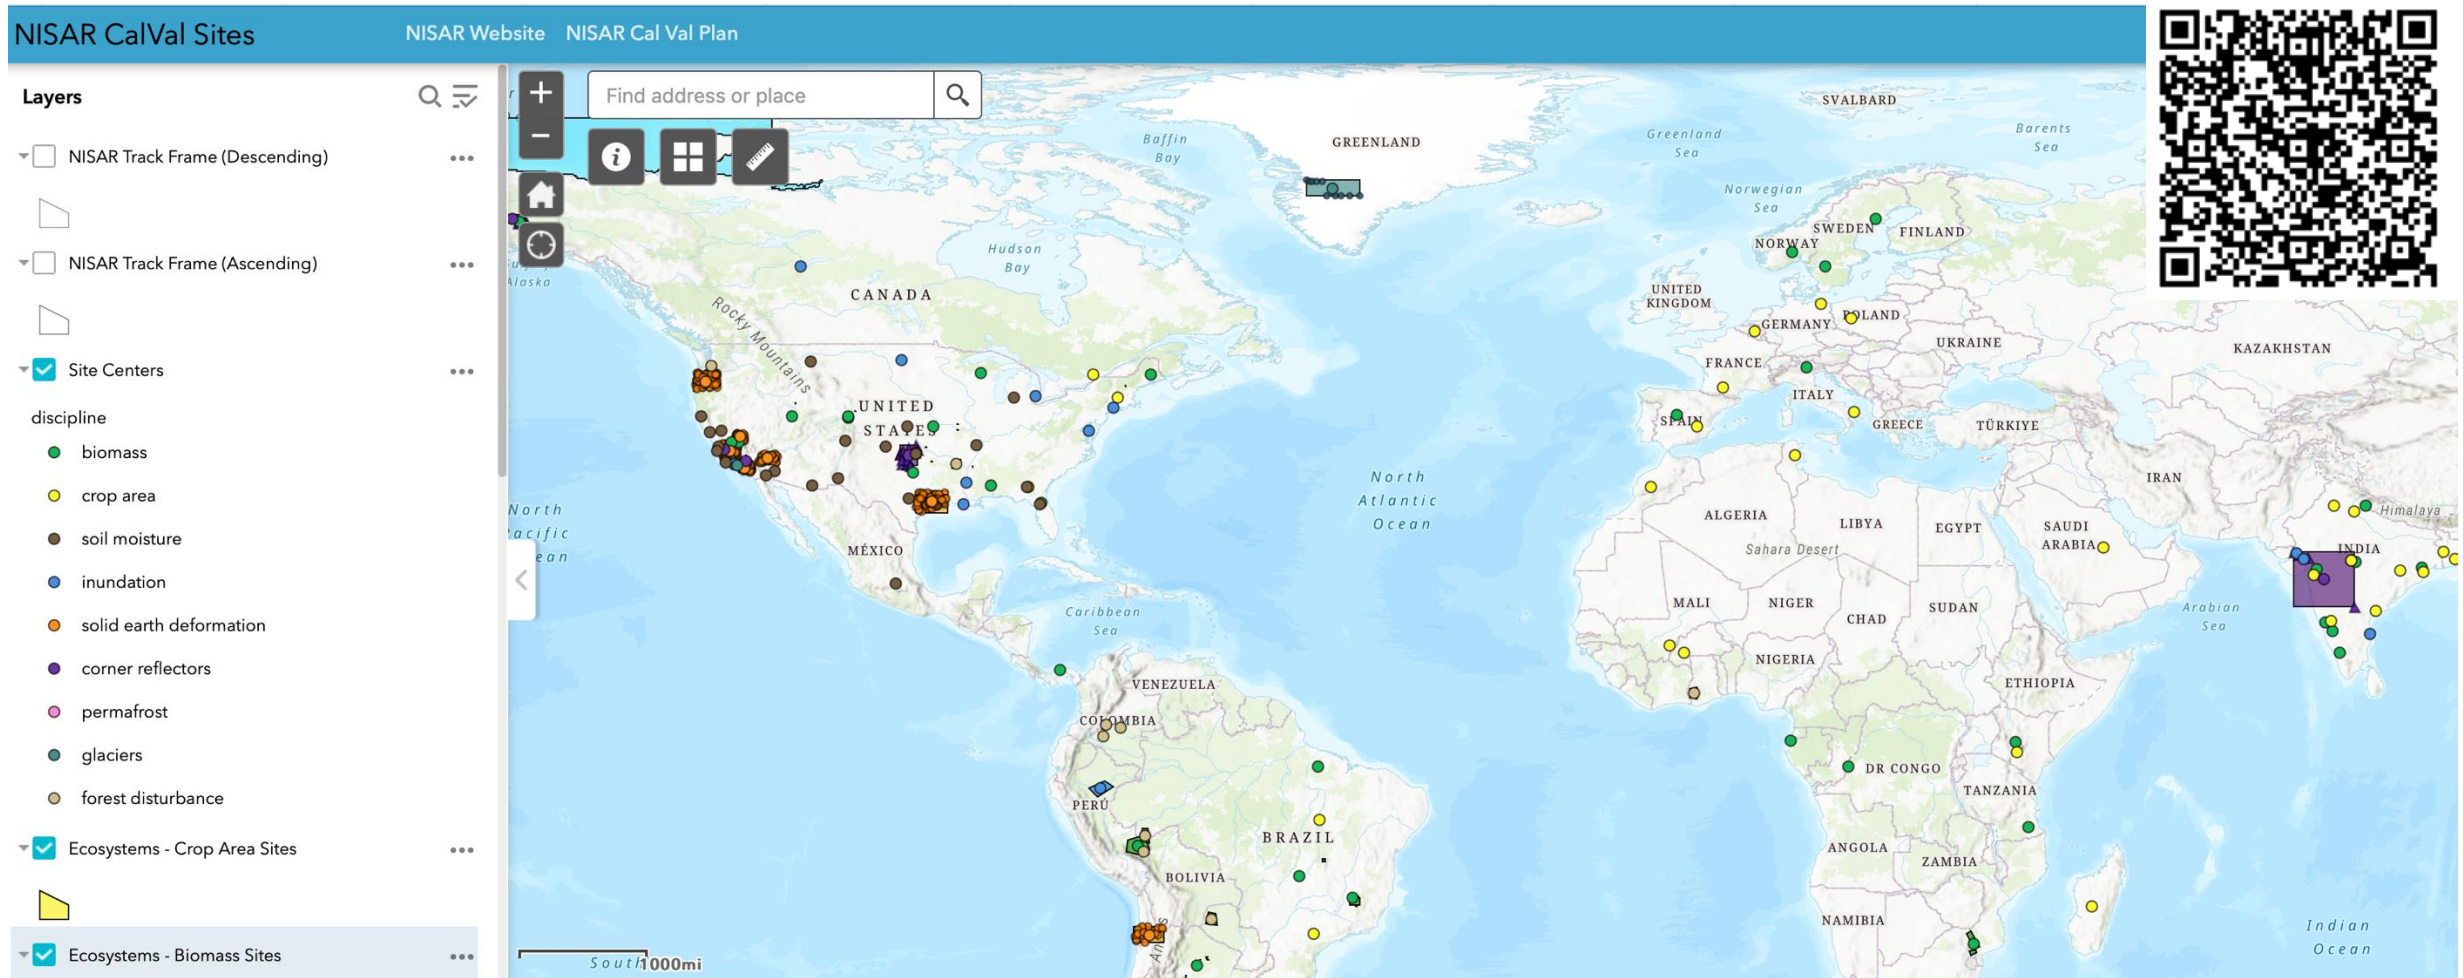 NISAR CalVal Sites
NISAR Website
NISAR Cal Val Plan
Layers
Find address or place
NISAR Track Frame (Descending)
NISAR Track Frame (Ascending)
Site Centers
discipline
biomass
crop area
soil moisture
inundation
solid earth deformation
corner reflectors
permafrost
glaciers
forest disturbance
Ecosystems - Crop Area Sites
Ecosystems - Biomass Sites
SVALBARD
Baffin
Bay
GREENLAND
Greenland
Sea
Barents
Sea
Norwegian
Sea
Alaska
Hudson
Bay
CANADA
Rocky Mountains
SWEDEN
FINLAND
NORWAY
UNITED
KINGDOM
GERMANY
POLAND
UKRAINE
KAZAKHSTAN
FRANCE
ITALY
SPAIN
GREECE
TÜRKIYE
UNITED
STATES
North
Atlantic
Ocean
IRAN
Himalaya
North
Pacific
Ocean
MÉXICO
ALGERIA
LIBYA
EGYPT
SAUDI
ARABIA
Sahara Desert
INDIA
Caribbean
Sea
MALI
NIGER
CHAD
SUDAN
Arabian
Sea
NIGERIA
ETHIOPIA
VENEZUELA
COLOMBIA
DR CONGO
TANZANIA
PERÚ
BRAZIL
ANGOLA
ZAMBIA
BOLIVIA
NAMIBIA
Indian
Ocean
South
1000mi